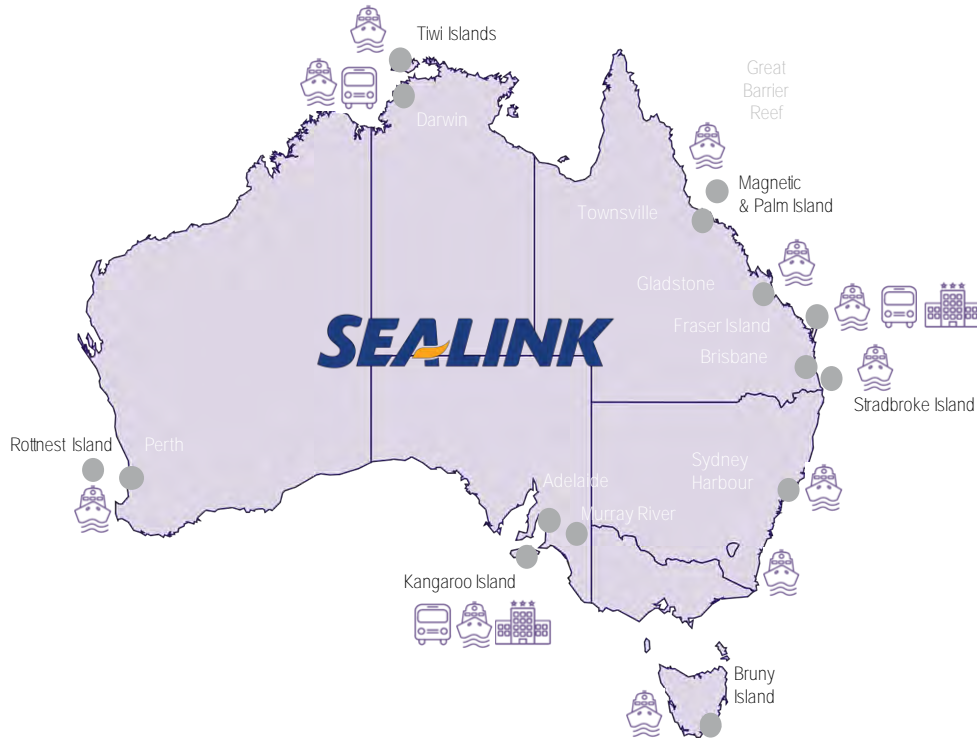 Tiwi Islands
Great
Barrier
Reef
Darwin
Magnetic
& Palm Island
Townsville
Gladstone
Fraser Island
SEALINK
Brisbane
Stradbroke Island
Rottnest Island
Perth
Sydney
Harbour
Adelaide
Murray River
Kangaroo Island
Bruny
Island